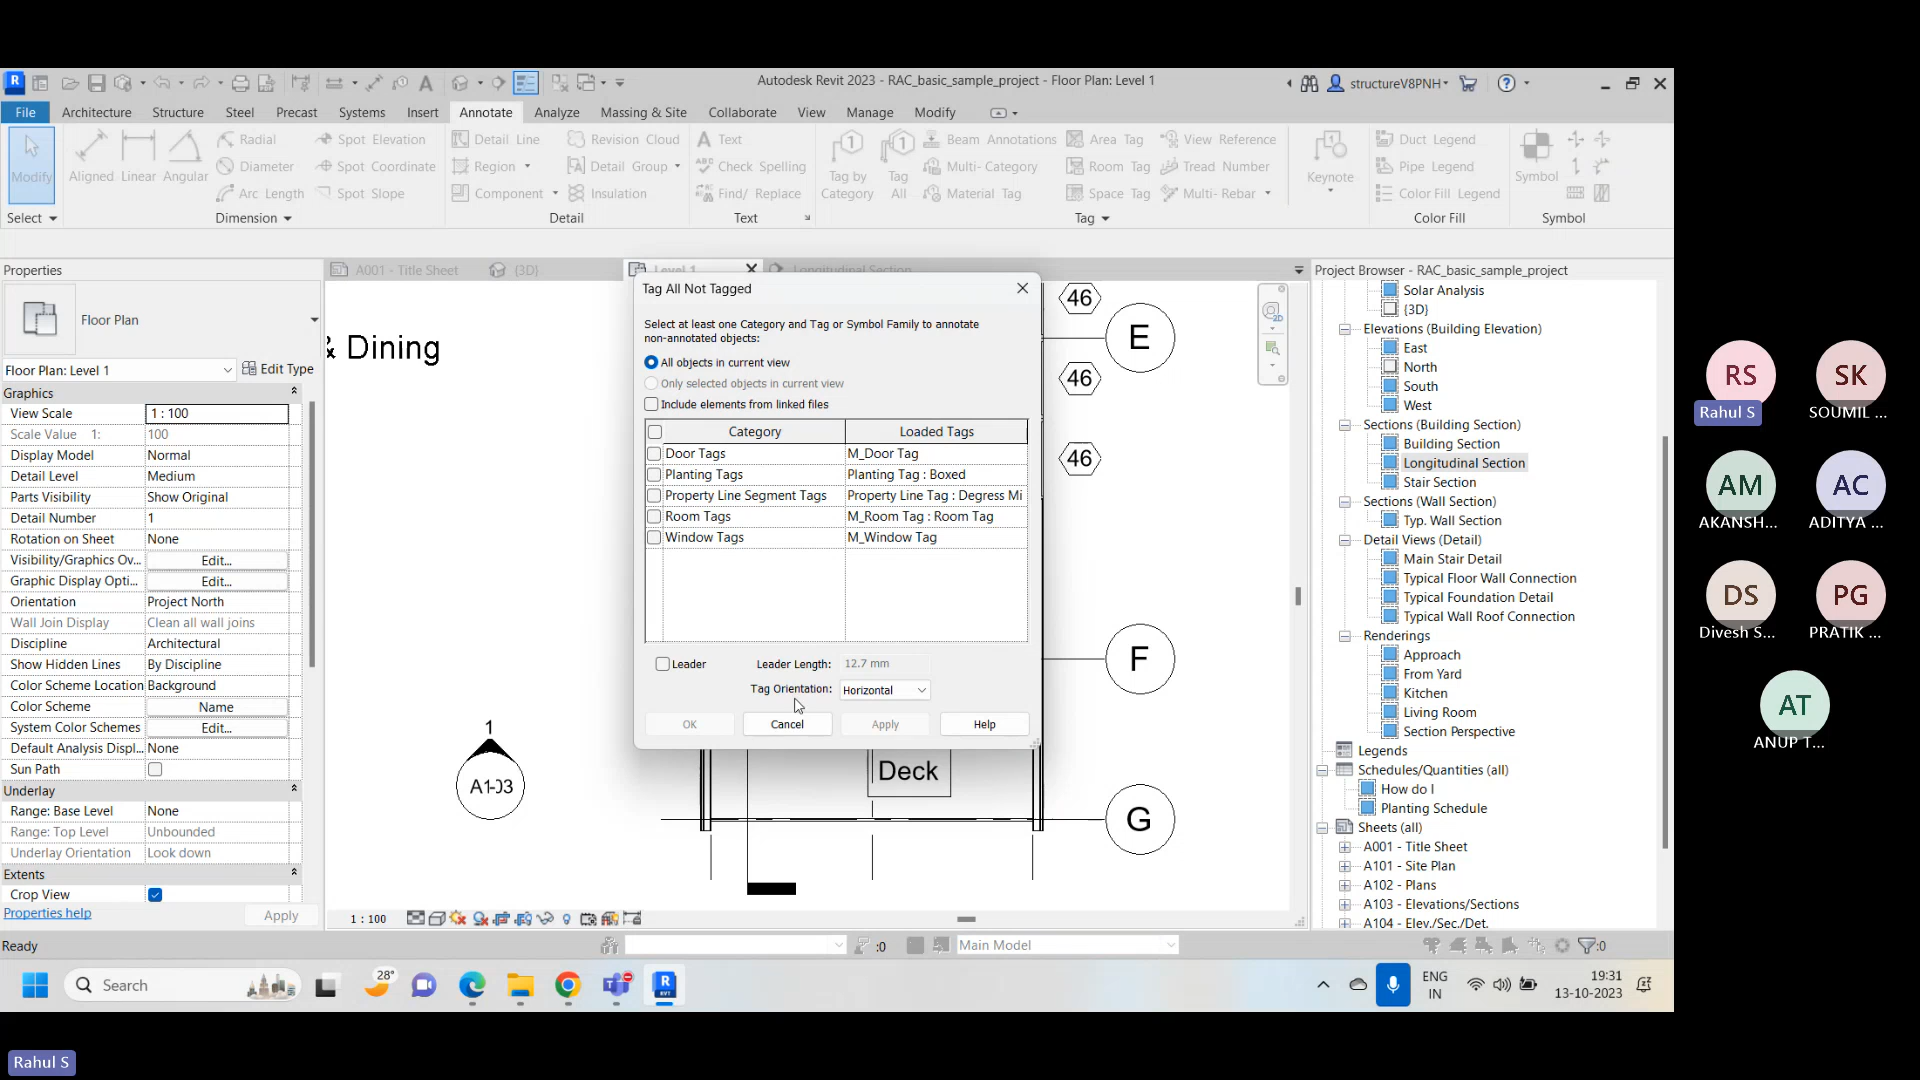 Autodesk Revit 2023 - RAC_basic_sample_project - Floor Plan: Level 1
structureV8PNH
File Architecture Structure Steel Precast Systems Insert Annotate Analyze Massing & Site Collaborate View Manage Modify
Modify
Select
Aligned Linear Angular
Radial
Diameter
Arc Length
Spot Elevation
Spot Coordinate
Spot Slope
Dimension
Detail Line
Region
Component
Revision Cloud
Detail Group
Insulation
Detail
Text
Check Spelling
Find/ Replace
Text
Tag by
Category
Tag
All
Beam Annotations
Multi- Category
Material Tag
Area Tag
Room Tag
Space Tag
View Reference
Tread Number
Multi- Rebar
Tag
Keynote
Duct Legend
Pipe Legend
Color Fill Legend
Color Fill
Symbol
Symbol
Properties
Floor Plan
Floor Plan: Level 1
Edit Type
Graphics
View Scale 1 : 100
Scale Value 1: 100
Display Model Normal
Detail Level Medium
Parts Visibility Show Original
Detail Number 1
Rotation on Sheet None
Visibility/Graphics Ov... Edit...
Graphic Display Opti... Edit...
Orientation Project North
Wall Join Display Clean all wall joins
Discipline Architectural
Show Hidden Lines By Discipline
Color Scheme Location Background
Color Scheme Name
System Color Schemes Edit...
Default Analysis Displ... None
Sun Path
Underlay
Range: Base Level None
Range: Top Level Unbounded
Underlay Orientation Look down
Extents
Crop View
Properties help
Apply
A001 - Title Sheet
{3D}
Level 1
Longitudinal Section
& Dining
1
A1-03
46
46
46
E
F
G
Deck
Tag All Not Tagged
Select at least one Category and Tag or Symbol Family to annotate
non-annotated objects:
All objects in current view
Only selected objects in current view
Include elements from linked files
Category Loaded Tags
Door Tags M_Door Tag
Planting Tags Planting Tag : Boxed
Property Line Segment Tags Property Line Tag : Degress Mi
Room Tags M_Room Tag : Room Tag
Window Tags M_Window Tag
Leader
Leader Length: 12.7 mm
Tag Orientation: Horizontal
OK Cancel Apply Help
2D
Project Browser - RAC_basic_sample_project
Solar Analysis
{3D}
Elevations (Building Elevation)
East
North
South
West
Sections (Building Section)
Building Section
Longitudinal Section
Stair Section
Sections (Wall Section)
Typ. Wall Section
Detail Views (Detail)
Main Stair Detail
Typical Floor Wall Connection
Typical Foundation Detail
Typical Wall Roof Connection
Renderings
Approach
From Yard
Kitchen
Living Room
Section Perspective
Legends
Schedules/Quantities (all)
How do I
Planting Schedule
Sheets (all)
A001 - Title Sheet
A101 - Site Plan
A102 - Plans
A103 - Elevations/Sections
A104 - Elev./Sec./Det.
1 : 100
Ready
:0
Main Model
:0
Search
28°
ENG
IN
19:31
13-10-2023
RS
Rahul S
SK
SOUMIL ...
AM
AKANSH...
AC
ADITYA ...
DS
Divesh S...
PG
PRATIK ...
AT
ANUP T...
Rahul S